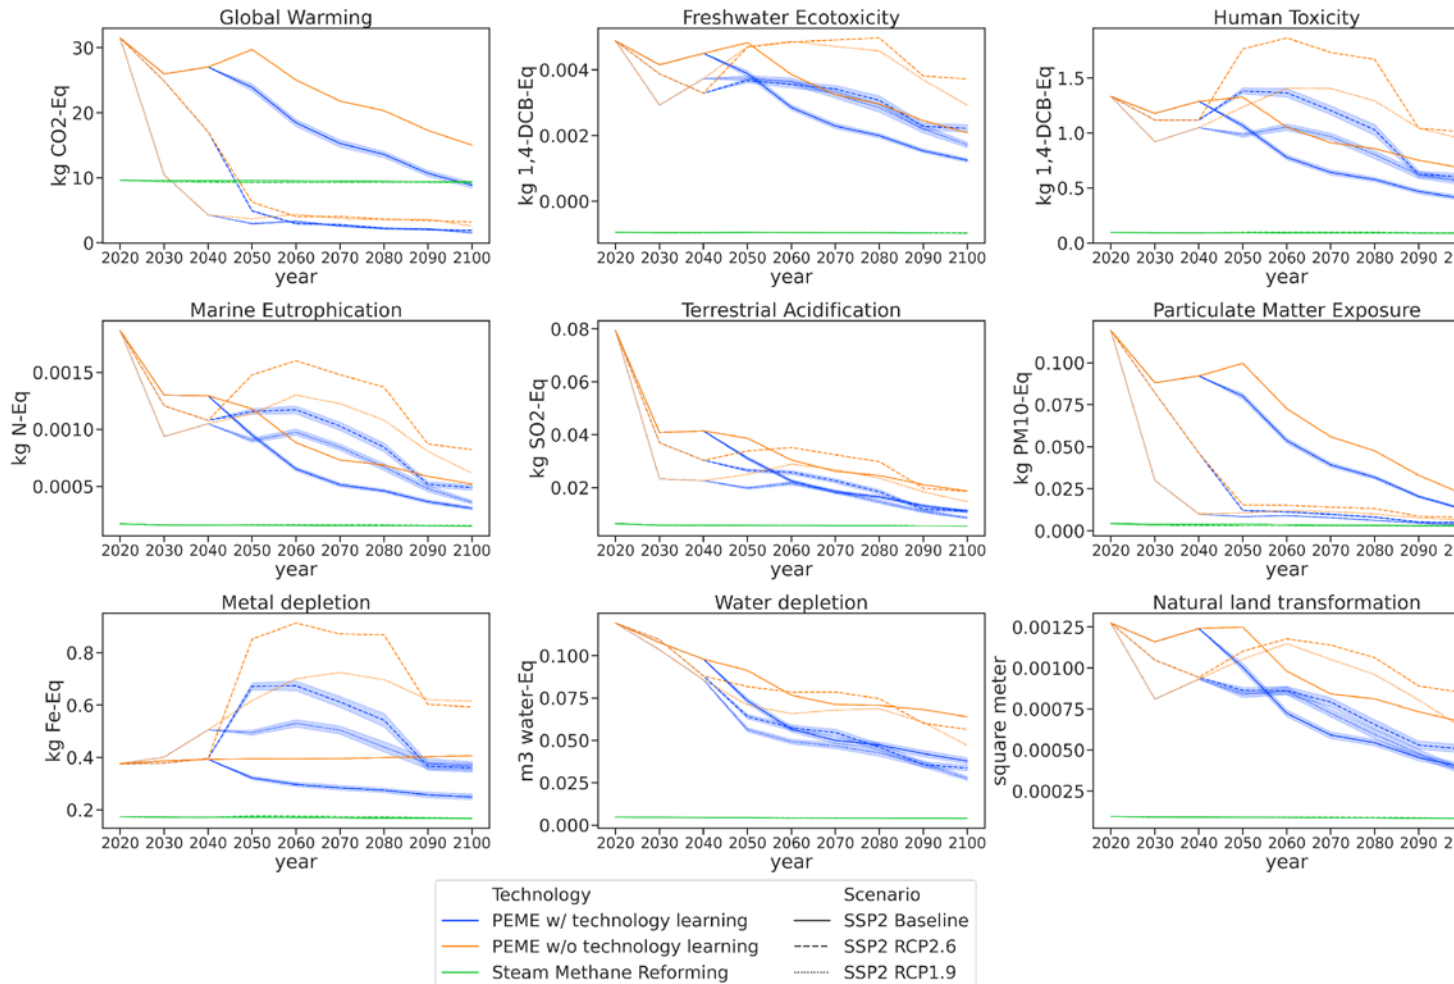 Global Warming
kg CO2-Eq
30
20
10
0
2020 2030 2040 2050 2060 2070 2080 2090 2100
year
Freshwater Ecotoxicity
kg 1,4-DCB-Eq
0.004
0.002
0.000
2020 2030 2040 2050 2060 2070 2080 2090 2100
year
Human Toxicity
kg 1,4-DCB-Eq
1.5
1.0
0.5
0.0
2020 2030 2040 2050 2060 2070 2080 2090 2
year
Marine Eutrophication
kg N-Eq
0.0015
0.0010
0.0005
2020 2030 2040 2050 2060 2070 2080 2090 2100
year
Terrestrial Acidification
kg SO2-Eq
0.08
0.06
0.04
0.02
2020 2030 2040 2050 2060 2070 2080 2090 2100
year
Particulate Matter Exposure
kg PM10-Eq
0.100
0.075
0.050
0.025
0.000
2020 2030 2040 2050 2060 2070 2080 2090 2
year
Metal depletion
kg Fe-Eq
0.8
0.6
0.4
0.2
2020 2030 2040 2050 2060 2070 2080 2090 2100
year
Water depletion
m3 water-Eq
0.100
0.075
0.050
0.025
0.000
2020 2030 2040 2050 2060 2070 2080 2090 2100
year
Natural land transformation
square meter
0.00125
0.00100
0.00075
0.00050
0.00025
2020 2030 2040 2050 2060 2070 2080 2090 2
year
Technology
PEME w/ technology learning
PEME w/o technology learning
Steam Methane Reforming
Scenario
SSP2 Baseline
SSP2 RCP2.6
SSP2 RCP1.9